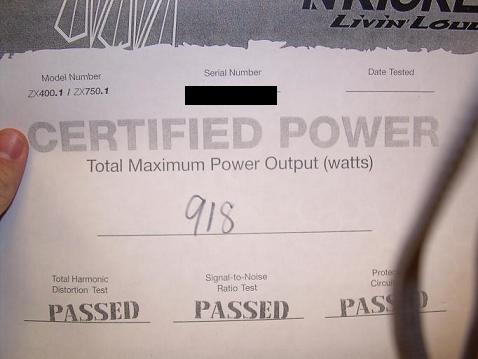 Livin' Loud
Model Number
Serial Number
Date Tested
ZX400.1 / ZX750.1
CERTIFIED POWER
Total Maximum Power Output (watts)
918
Total Harmonic
Distortion Test
Signal-to-Noise
Ratio Test
PASSED
PASSED
PASSED